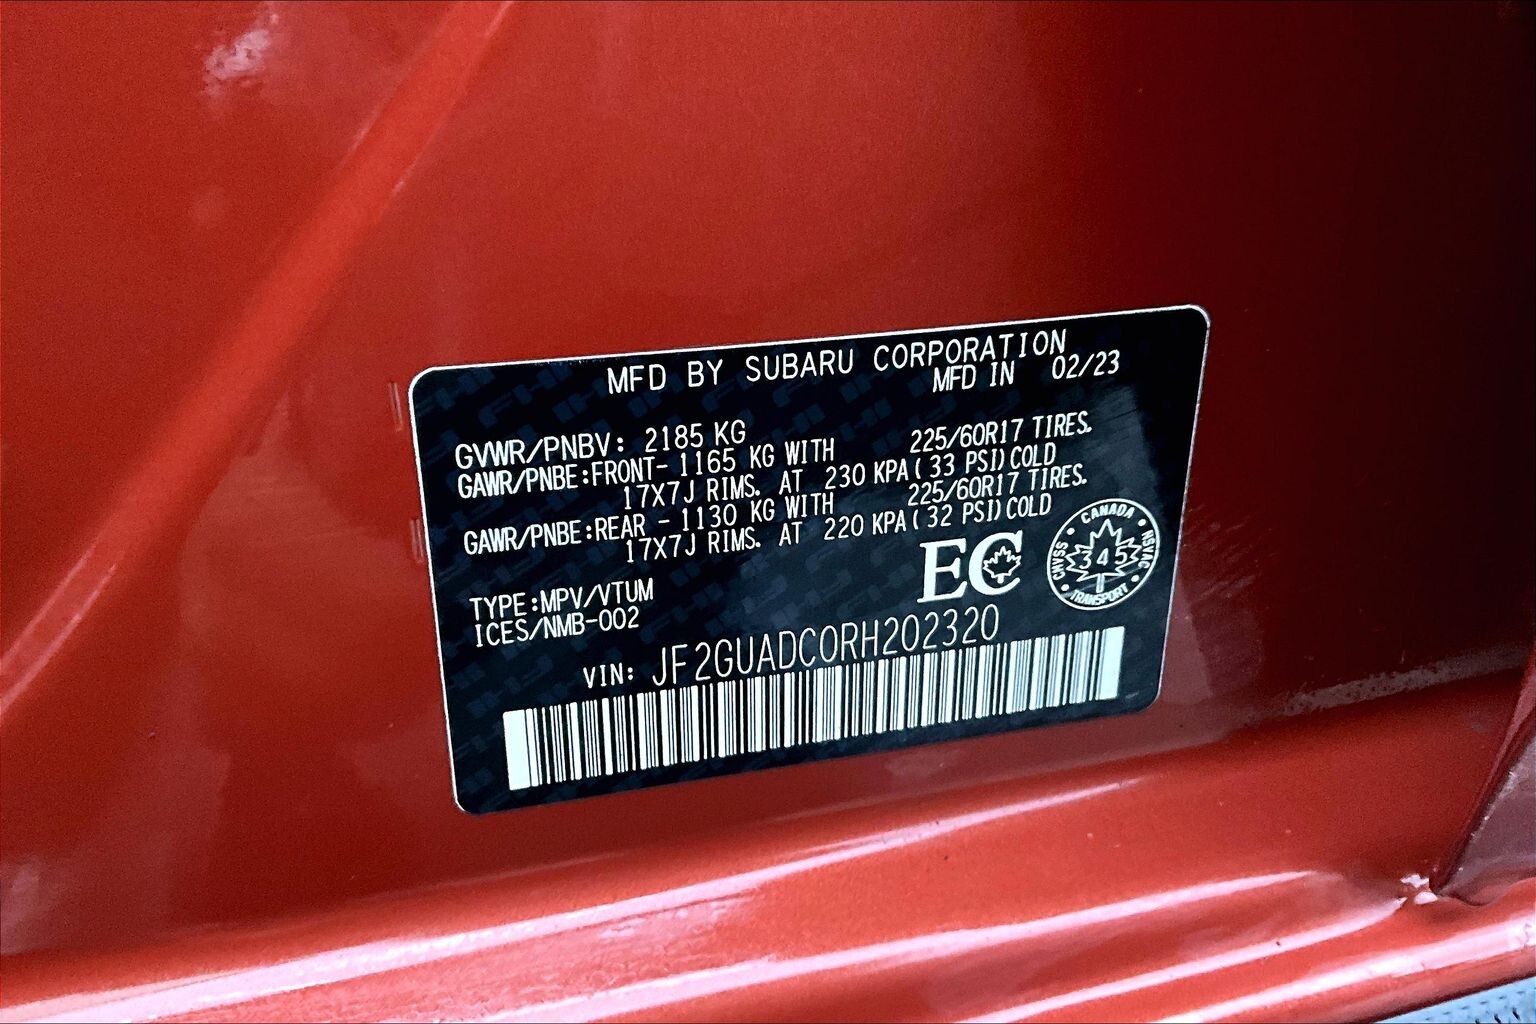 MFD BY SUBARU CORPORATION
MFD IN 02/23
GVWR/PNBV: 2185 KG
GAWR/PNBE:FRONT- 1165 KG WITH 225/60R17 TIRES.
17X7J RIMS. AT 230 KPA(33 PSI)COLD
GAWR/PNBE:REAR - 1130 KG WITH 225/60R17 TIRES.
17X7J RIMS. AT 220 KPA(32 PSI)COLD
EC
CANADA
CMVSS 345 NSVAC
TRANSPORT
TYPE:MPV/VTUM
ICES/NMB-002
VIN: JF2GUADC0RH202320